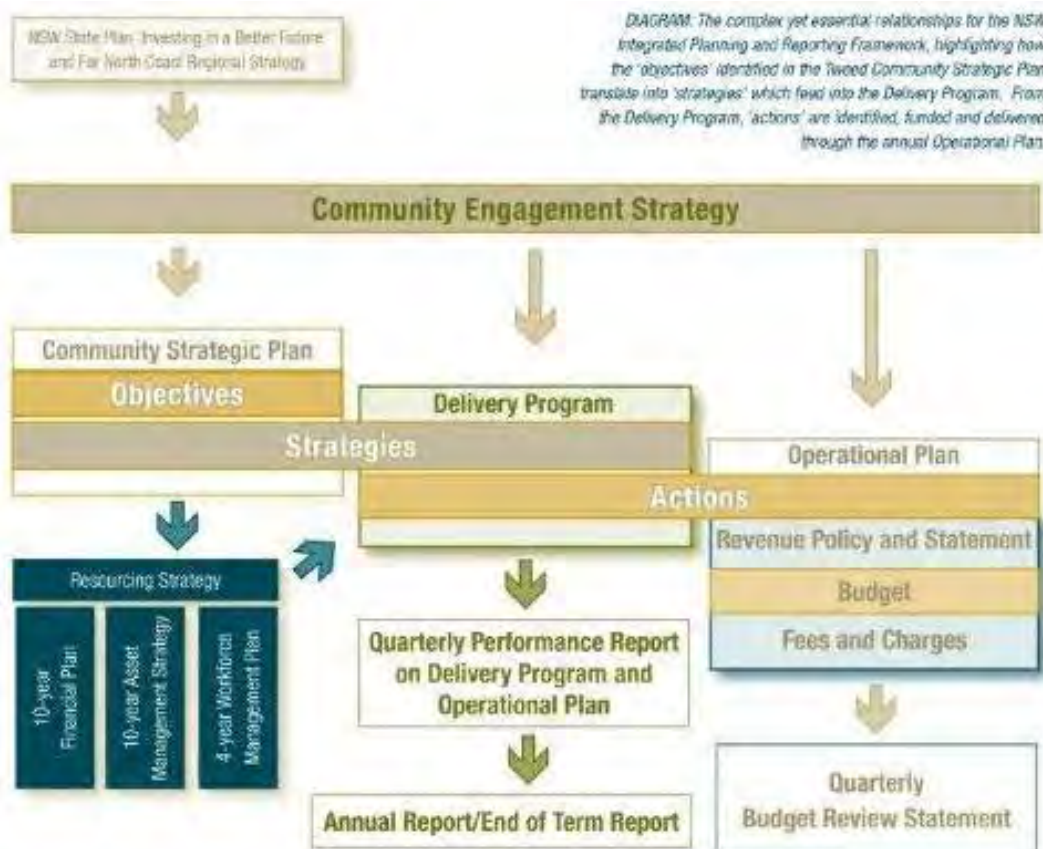 NSW State Plan: Investing in a Better Future
and Far North Coast Regional Strategy
DIAGRAM: The complex yet essential relationships for the NSW
Integrated Planning and Reporting Framework, highlighting how
the 'objectives' identified in the Tweed Community Strategic Plan
translate into 'strategies' which feed into the Delivery Program. From
the Delivery Program, 'actions' are identified, funded and delivered
through the annual Operational Plan
Community Engagement Strategy
Community Strategic Plan
Objectives
Delivery Program
Strategies
Operational Plan
Actions
Revenue Policy and Statement
Budget
Fees and Charges
Resourcing Strategy
10-year
Financial Plan
10-year Asset
Management Strategy
4-year Workforce
Management Plan
Quarterly Performance Report
on Delivery Program and
Operational Plan
Annual Report/End of Term Report
Quarterly
Budget Review Statement